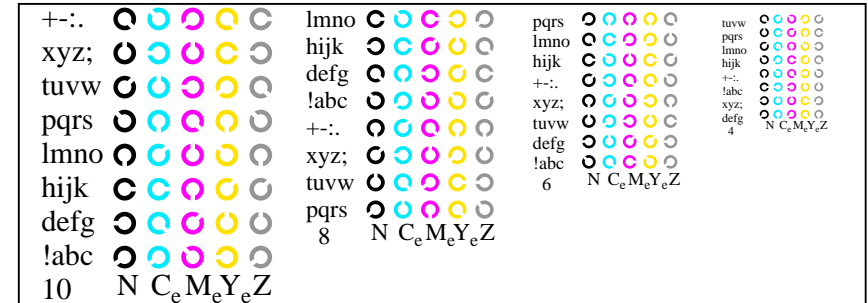 +-:.
xyz;
tuvw
pqrs
lmno
hijk
defg
!abc
10 N CeMeYeZ
lmno
hijk
defg
!abc
+-:.
xyz;
tuvw
pqrs
8 N CeMeYeZ
pqrs
lmno
hijk
+-:.
xyz;
tuvw
defg
!abc
6 N CeMeYeZ
tuvw
pqrs
lmno
hijk
+-:.
!abc
xyz;
defg
4 N CeMeYeZ